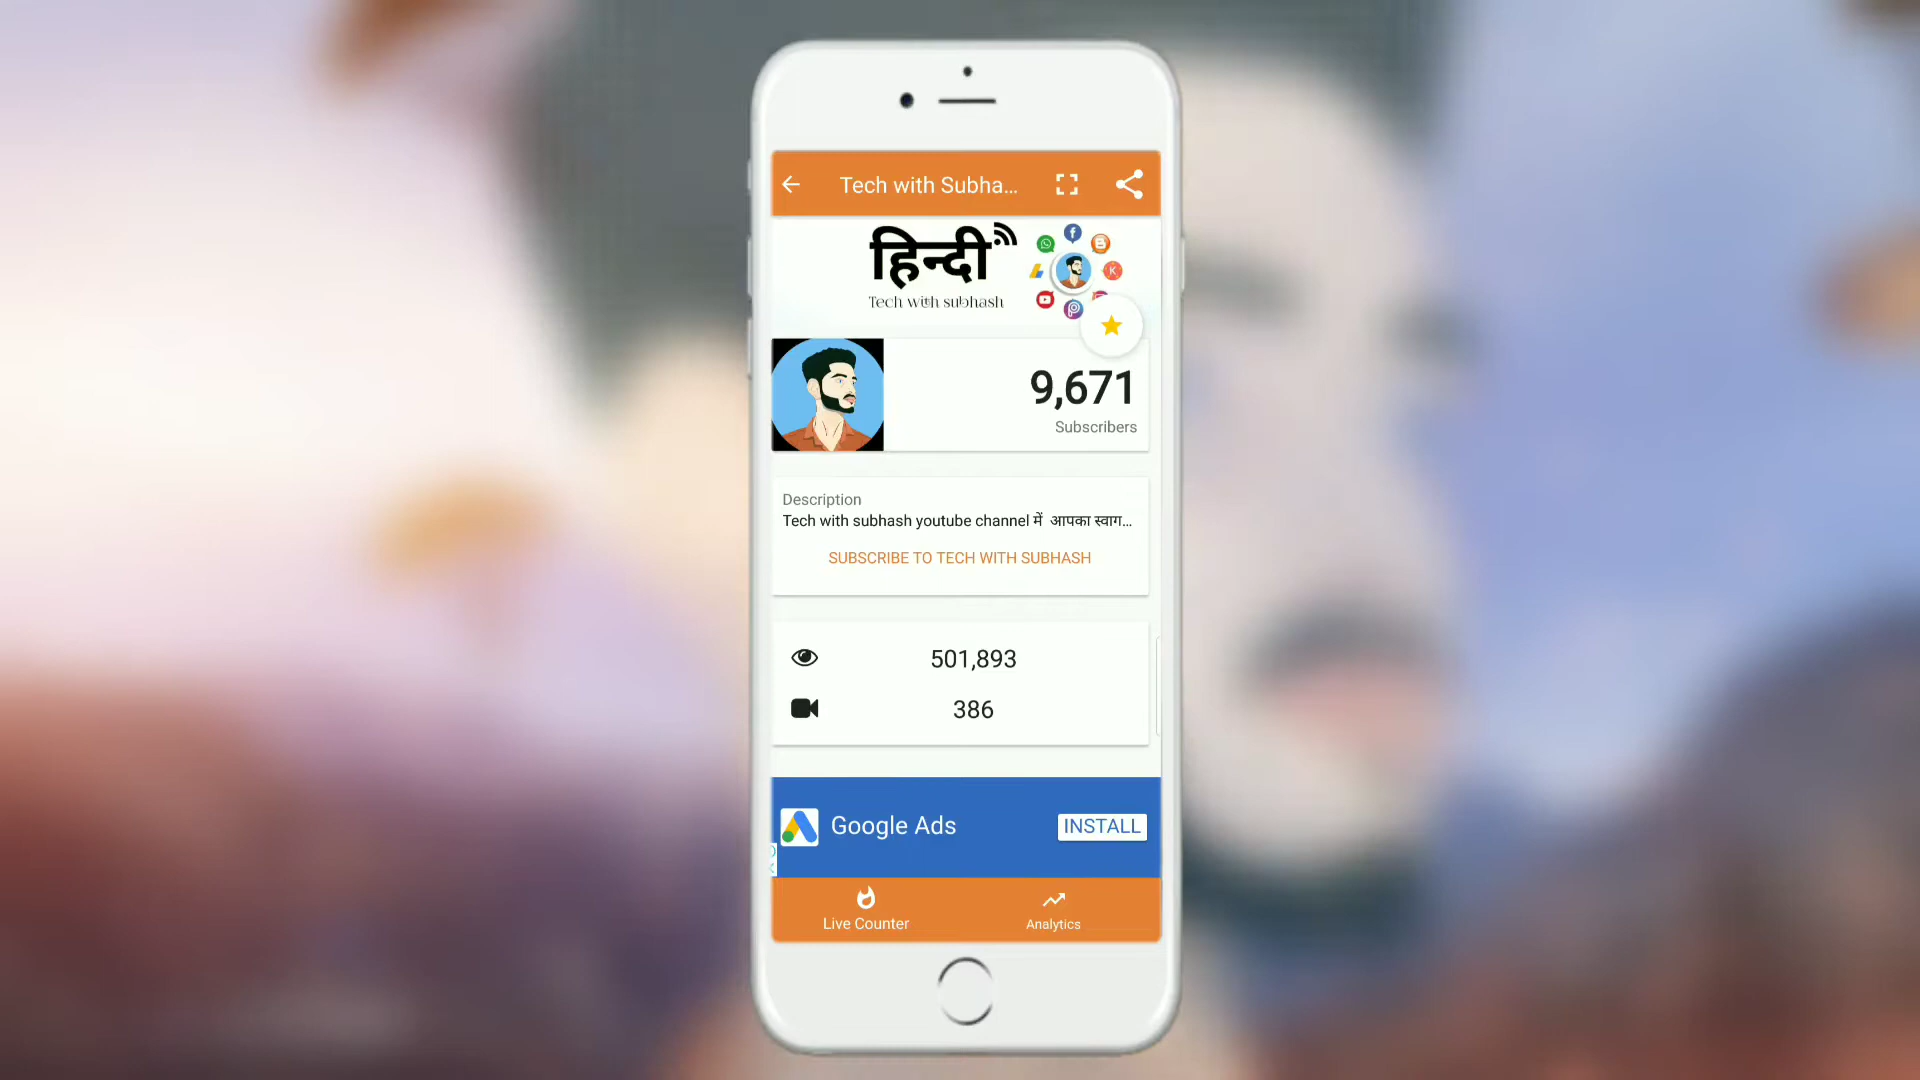 Tech with Subha...
हिन्दी
Tech with subhash
9,671
Subscribers
Description
Tech with subhash youtube channel में आपका स्वाग...
SUBSCRIBE TO TECH WITH SUBHASH
501,893
386
Google Ads
INSTALL
Live Counter
Analytics